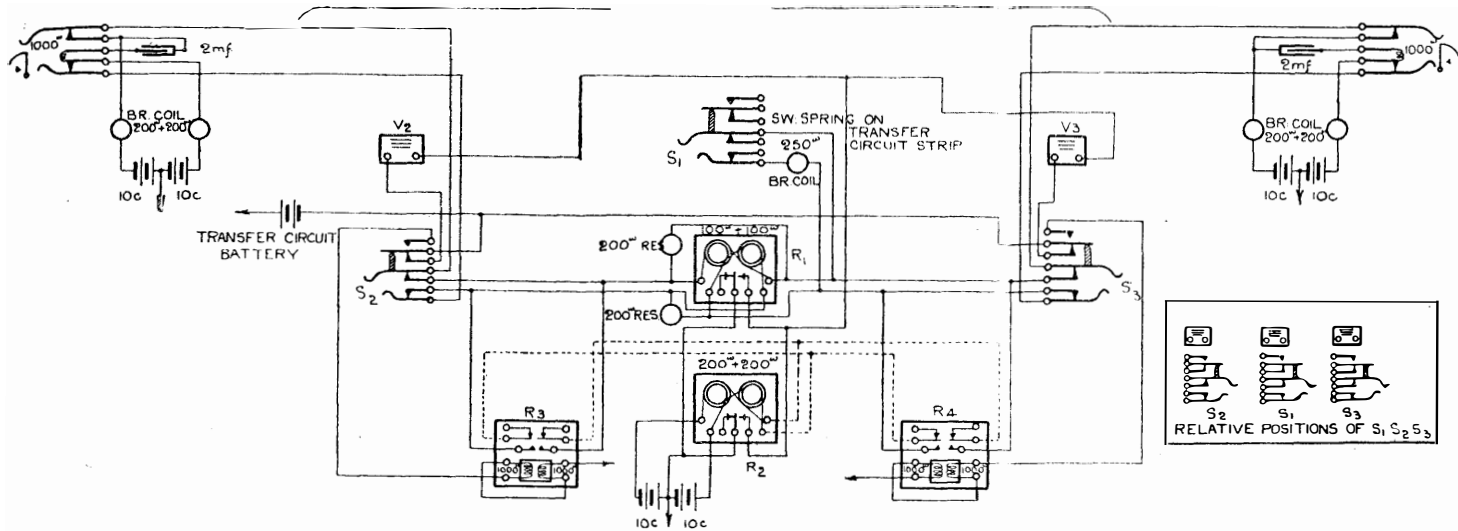 1000ω
2mf
BR. COIL
200ω+200ω
10c 10c
V2
S1
SW. SPRING ON
TRANSFER
CIRCUIT STRIP
250ω
BR. COIL
V3
1000ω
2mf
BR. COIL
200ω+200ω
10c 10c
TRANSFER CIRCUIT
BATTERY
S2
200ω RES
100ω+100ω
R1
200ω RES.
S3
200ω+200ω
R2
R3
R4
10c 10c
S2 S1 S3
RELATIVE POSITIONS OF S1 S2 S3